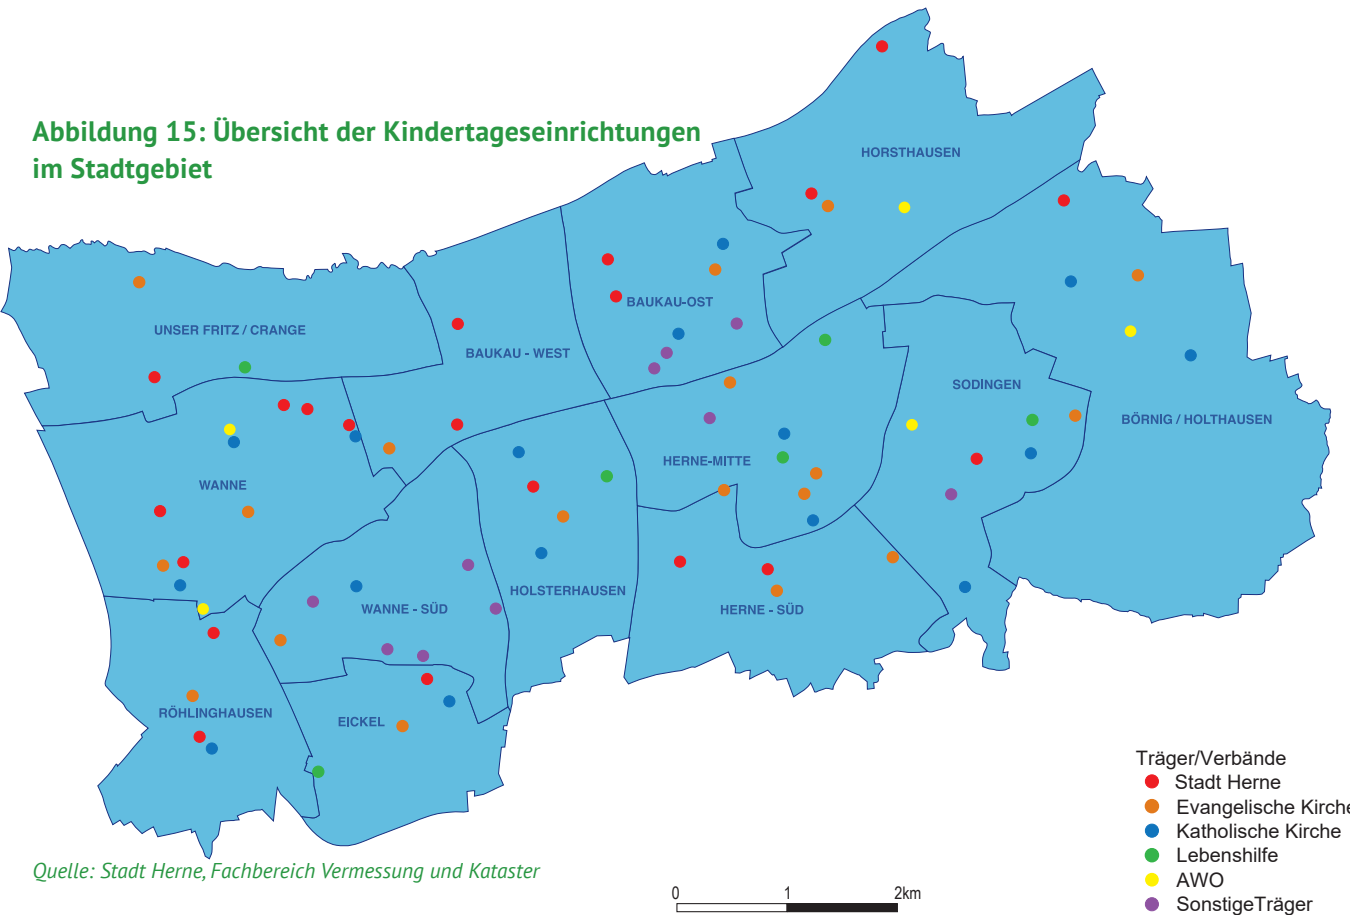 Abbildung 15: Übersicht der Kindertageseinrichtungen
im Stadtgebiet
HORSTHAUSEN
BAUKAU-OST
UNSER FRITZ / CRANGE
BAUKAU - WEST
SODINGEN
BÖRNIG / HOLTHAUSEN
HERNE-MITTE
WANNE
HOLSTERHAUSEN
WANNE - SÜD
HERNE - SÜD
RÖHLINGHAUSEN
EICKEL
Träger/Verbände
Stadt Herne
Evangelische Kirche
Katholische Kirche
Lebenshilfe
AWO
SonstigeTräger
Quelle: Stadt Herne, Fachbereich Vermessung und Kataster
0 1 2km